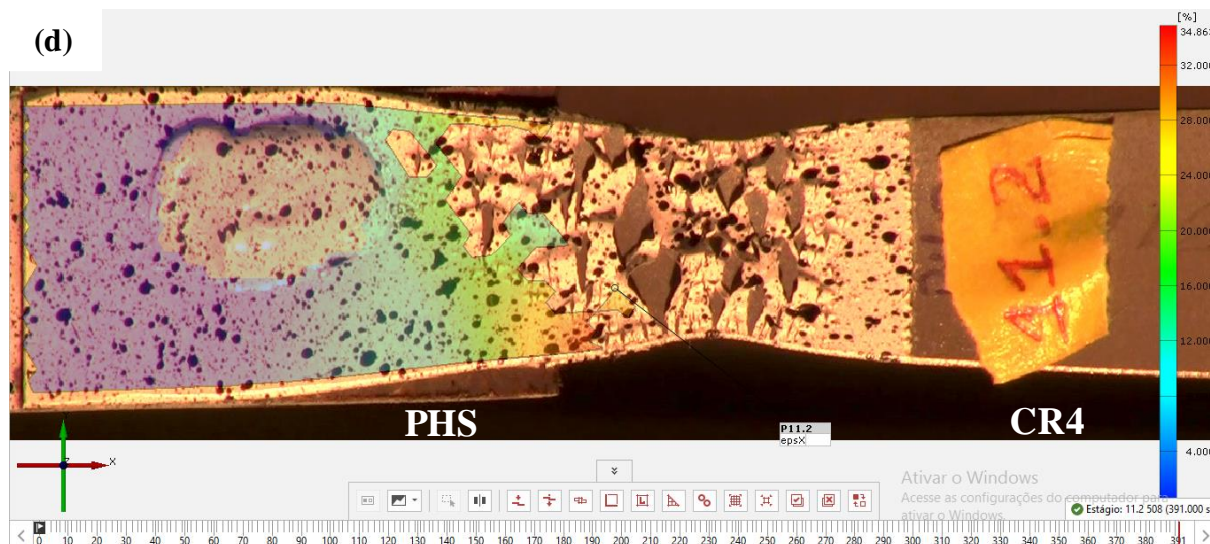 (d)
[%]
34.863
32.000
28.000
24.000
20.000
16.000
12.000
4.000
11.2
PHS
CR4
P11.2
epsX
X
Ativar o Windows
Acesse as configurações do computador para
ativar o Windows.
Estágio: 11.2 508 (391.000 s
0 10 20 30 40 50 60 70 80 90 100 110 120 130 140 150 160 170 180 190 200 210 220 230 240 250 260 270 280 290 300 310 320 330 340 350 360 370 380 391